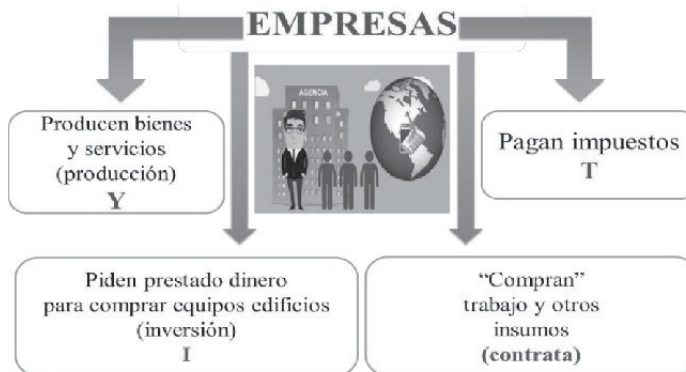 EMPRESAS
AGENCIA
Producen bienes
y servicios
(producción)
Y
Pagan impuestos
T
Piden prestado dinero
para comprar equipos edificios
(inversión)
I
“Compran”
trabajo y otros
insumos
(contrata)